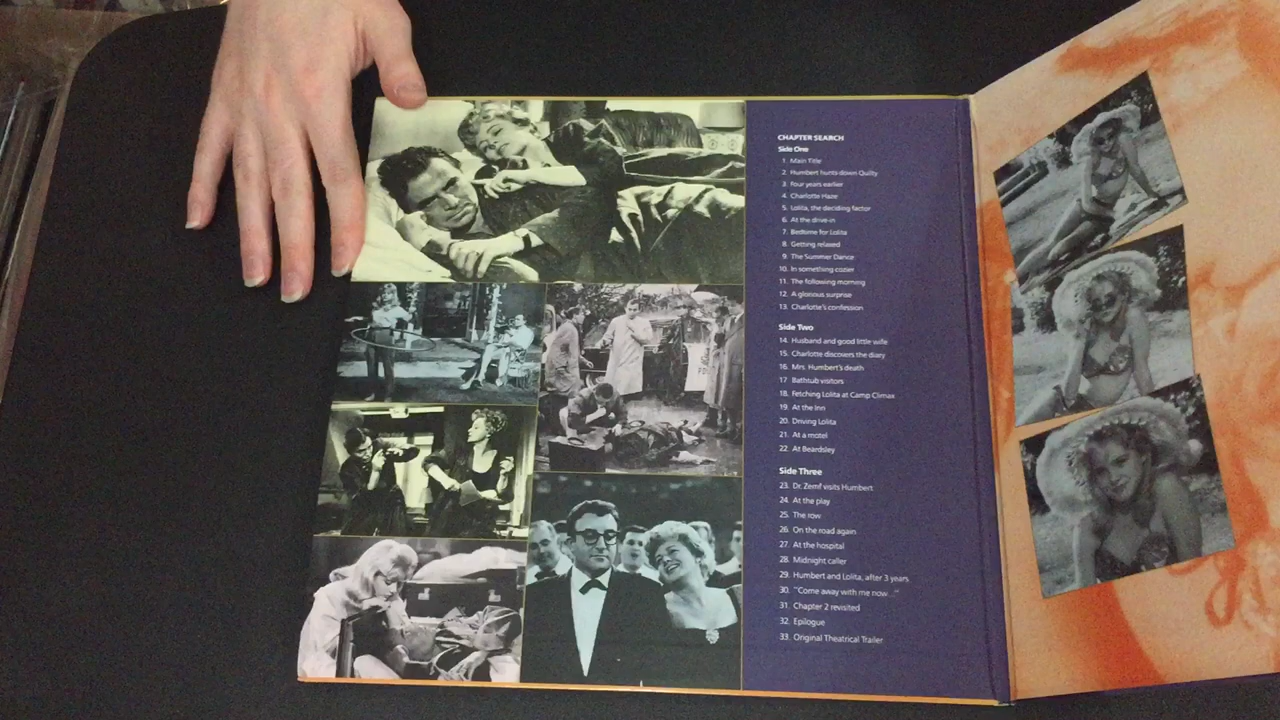 CHAPTER SEARCH
Side One
1. Main Title
2. Humbert hunts down Quilty
3. Four years earlier
4. Charlotte Haze
5. Lolita, the deciding factor
6. At the drive-in
7. Bedtime for Lolita
8. Getting relaxed
9. The Summer Dance
10. In something cozier
11. The following morning
12. A glorious surprise
13. Charlotte's confession
Side Two
14. Husband and good little wife
15. Charlotte discovers the diary
16. Mrs. Humbert's death
17 Bathtub visitors
18. Fetching Lolita at Camp Climax
19. At the Inn
20. Driving Lolita
21. At a motel
22. At Beardsley
Side Three
23. Dr. Zemf visits Humbert
24. At the play
25. The row
26. On the road again
27. At the hospital
28. Midnight caller
29. Humbert and Lolita, after 3 years
30. "Come away with me now..."
31. Chapter 2 revisited
32. Epilogue
33. Original Theatrical Trailer